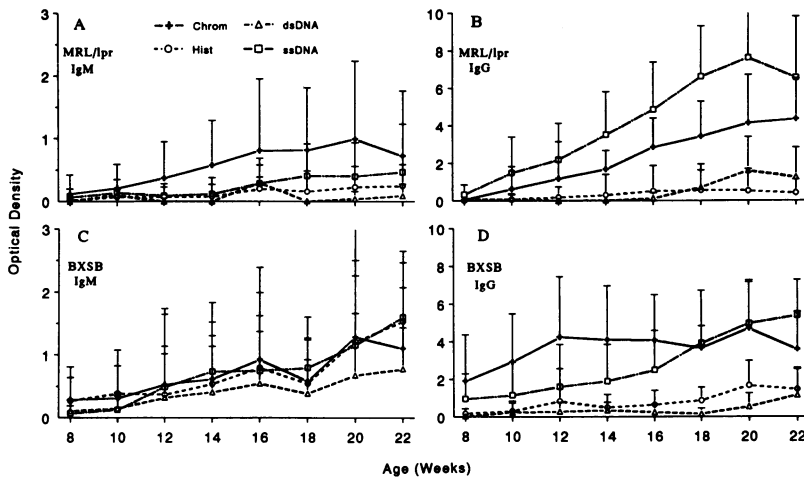 A
MRL/lpr
IgM
Chrom
Hist
dsDNA
ssDNA
3
2
1
0
B
MRL/lpr
IgG
10
8
6
4
2
0
Optical Density
C
BXSB
IgM
3
2
1
0
8 10 12 14 16 18 20 22
D
BXSB
IgG
10
8
6
4
2
0
8 10 12 14 16 18 20 22
Age (Weeks)